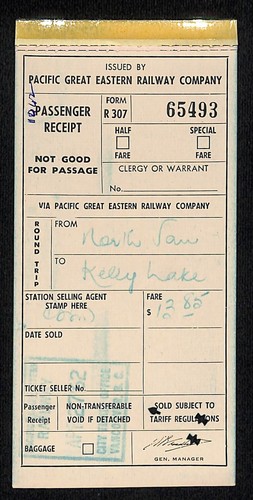 ISSUED BY
PACIFIC GREAT EASTERN RAILWAY COMPANY
PASSENGER
RECEIPT
NOT GOOD
FOR PASSAGE
FORM
R 307
65493
HALF
FARE
SPECIAL
FARE
CLERGY OR WARRANT
No.
VIA PACIFIC GREAT EASTERN RAILWAY COMPANY
ROUND TRIP
FROM
North Van
TO
Kelly Lake
STATION SELLING AGENT
STAMP HERE
FARE
$ 12.85
DATE SOLD
TICKET SELLER No.
Passenger
Receipt
NON-TRANSFERABLE
VOID IF DETACHED
SOLD SUBJECT TO
TARIFF REGULATIONS
BAGGAGE
GEN. MANAGER